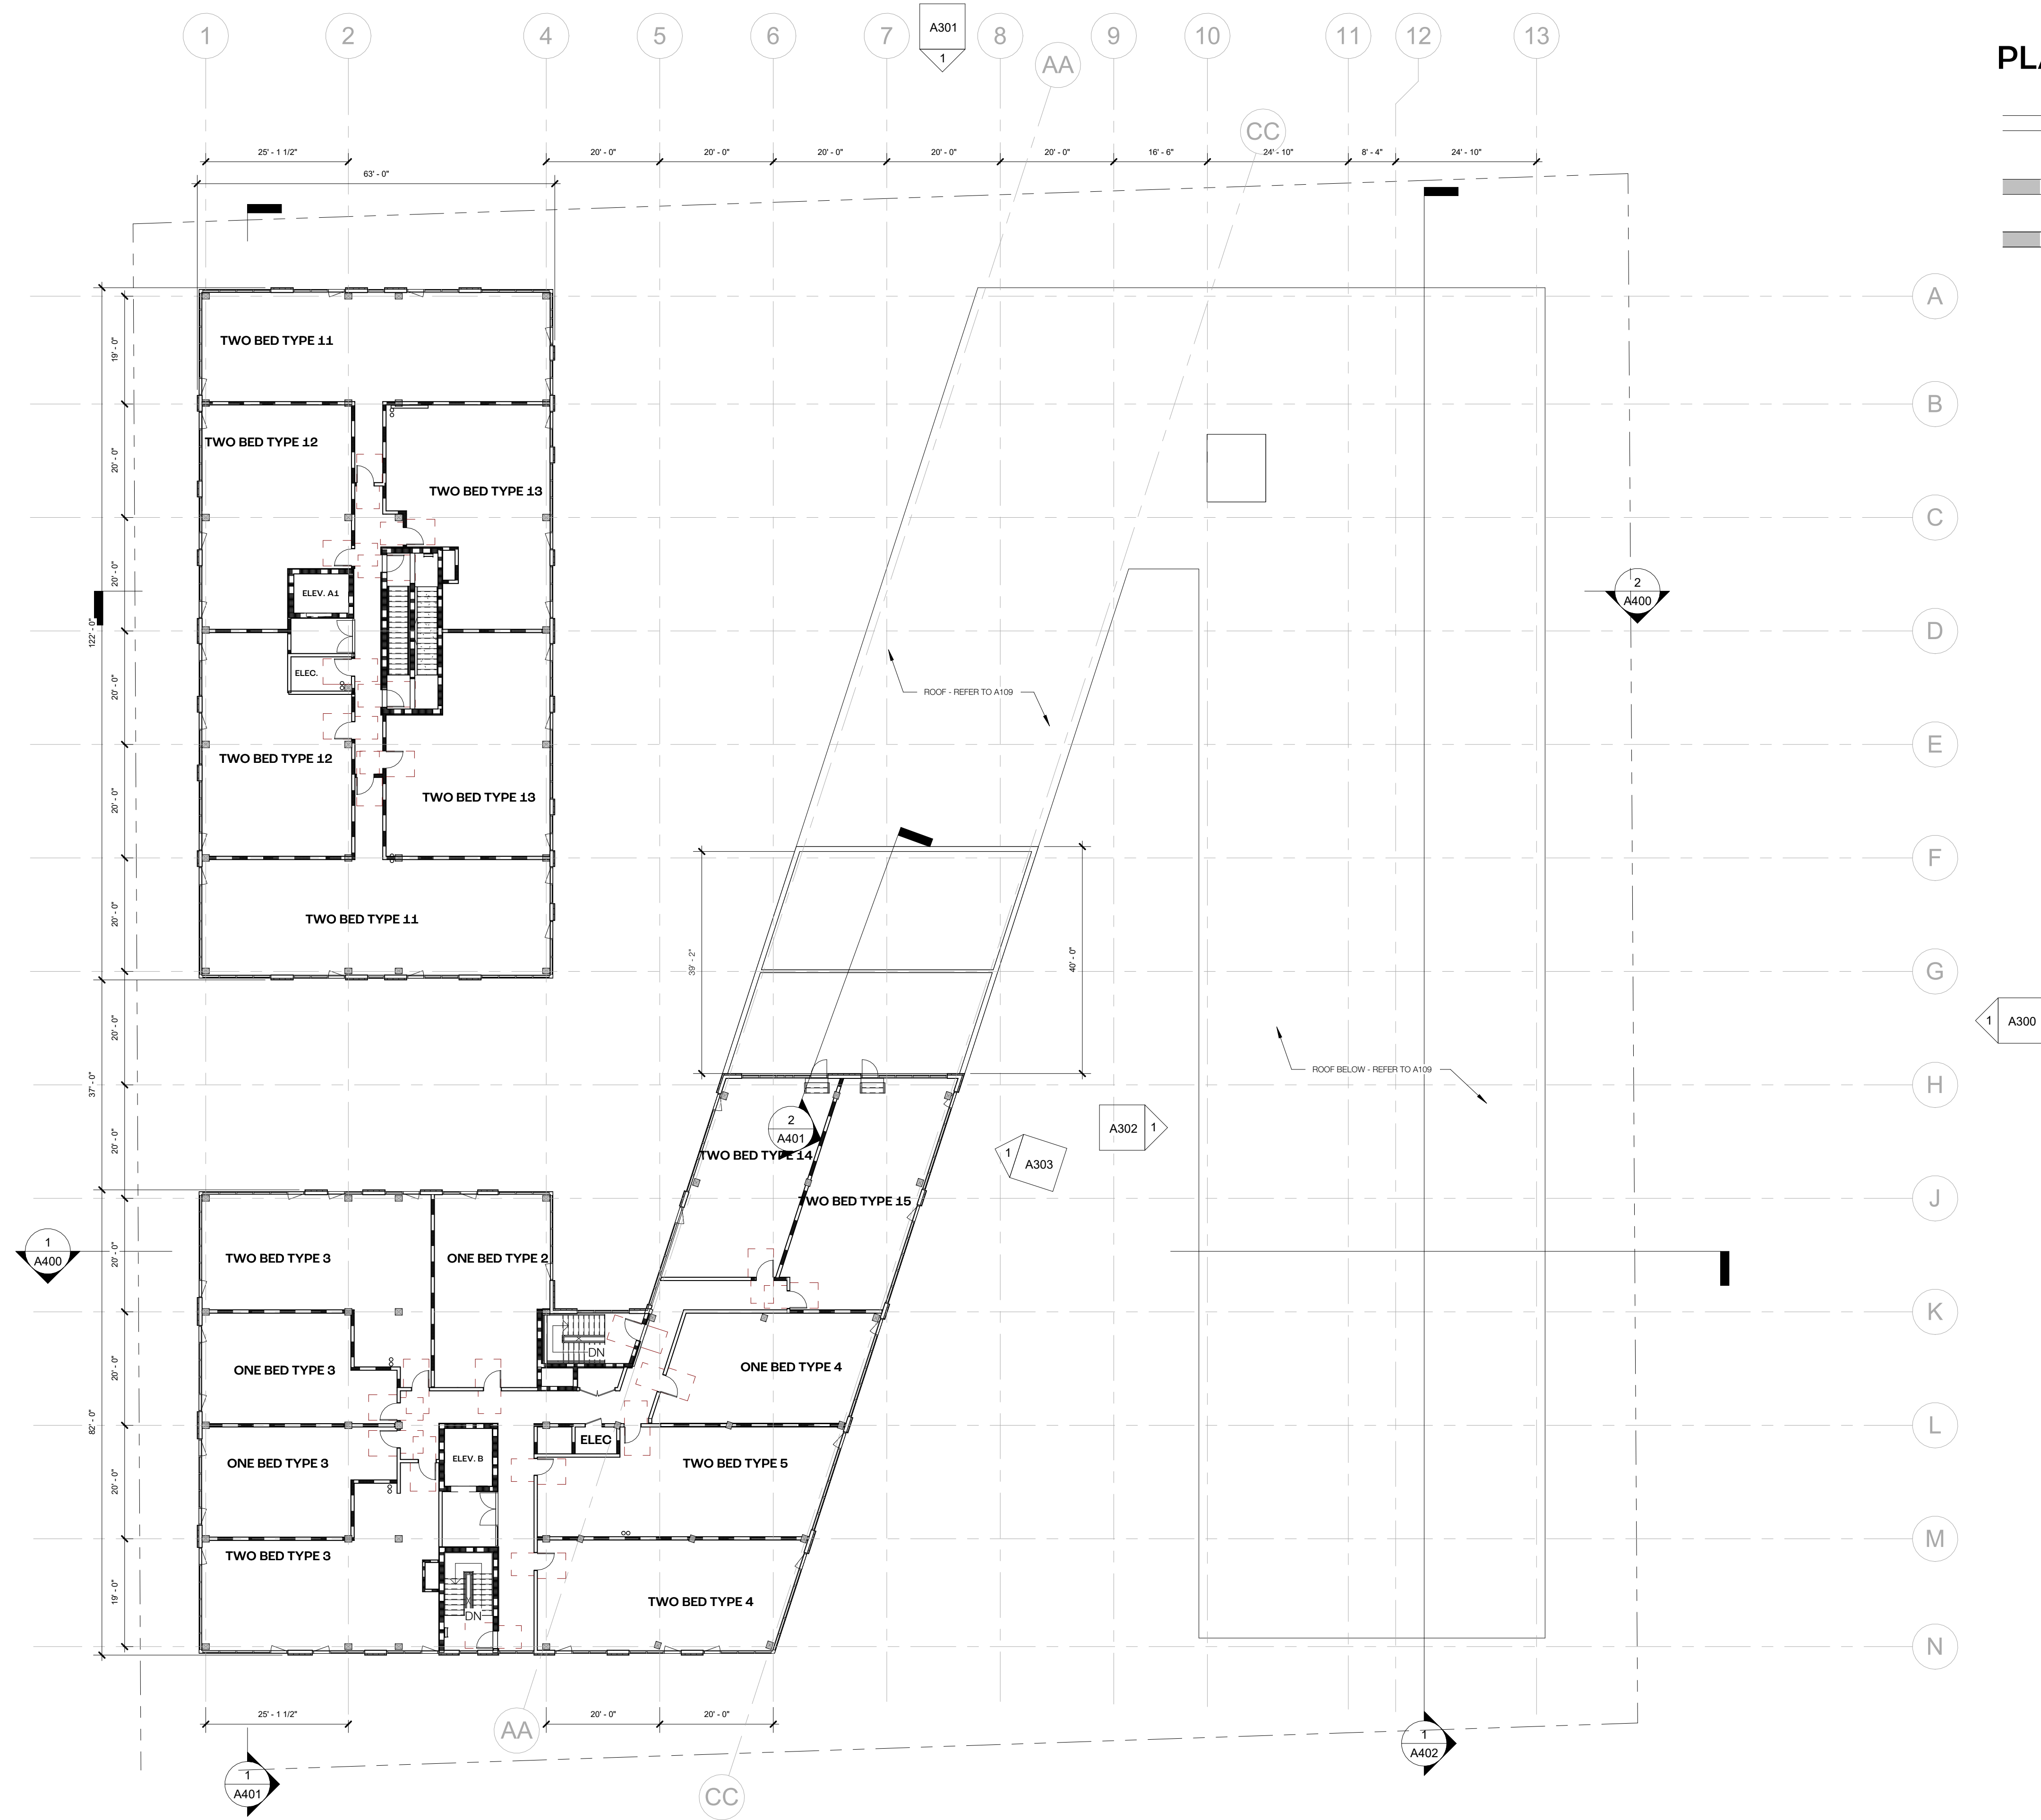 1
2
4
5
6
7
A301
1
8
AA
9
10
11
12
13
PLA
CC
25' - 1 1/2"
20' - 0"
20' - 0"
20' - 0"
20' - 0"
20' - 0"
16' - 6"
24' - 10"
8' - 4"
24' - 10"
63' - 0"
A
19' - 0"
TWO BED TYPE 11
B
TWO BED TYPE 12
20' - 0"
TWO BED TYPE 13
C
20' - 0"
ELEV. A1
2
A400
122' - 0"
D
ELEC.
20' - 0"
ROOF - REFER TO A109
E
TWO BED TYPE 12
20' - 0"
TWO BED TYPE 13
F
20' - 0"
TWO BED TYPE 11
39' - 2"
40' - 0"
G
20' - 0"
1
A300
ROOF BELOW - REFER TO A109
37' - 0"
H
2
A401
A302
1
20' - 0"
TWO BED TYPE 14
1
A303
TWO BED TYPE 15
J
1
A400
20' - 0"
TWO BED TYPE 3
ONE BED TYPE 2
K
DN
20' - 0"
ONE BED TYPE 3
ONE BED TYPE 4
82' - 0"
L
ELEC
ONE BED TYPE 3
ELEV. B
TWO BED TYPE 5
20' - 0"
M
TWO BED TYPE 3
19' - 0"
TWO BED TYPE 4
DN
N
25' - 1 1/2"
20' - 0"
20' - 0"
AA
1
A402
1
A401
CC